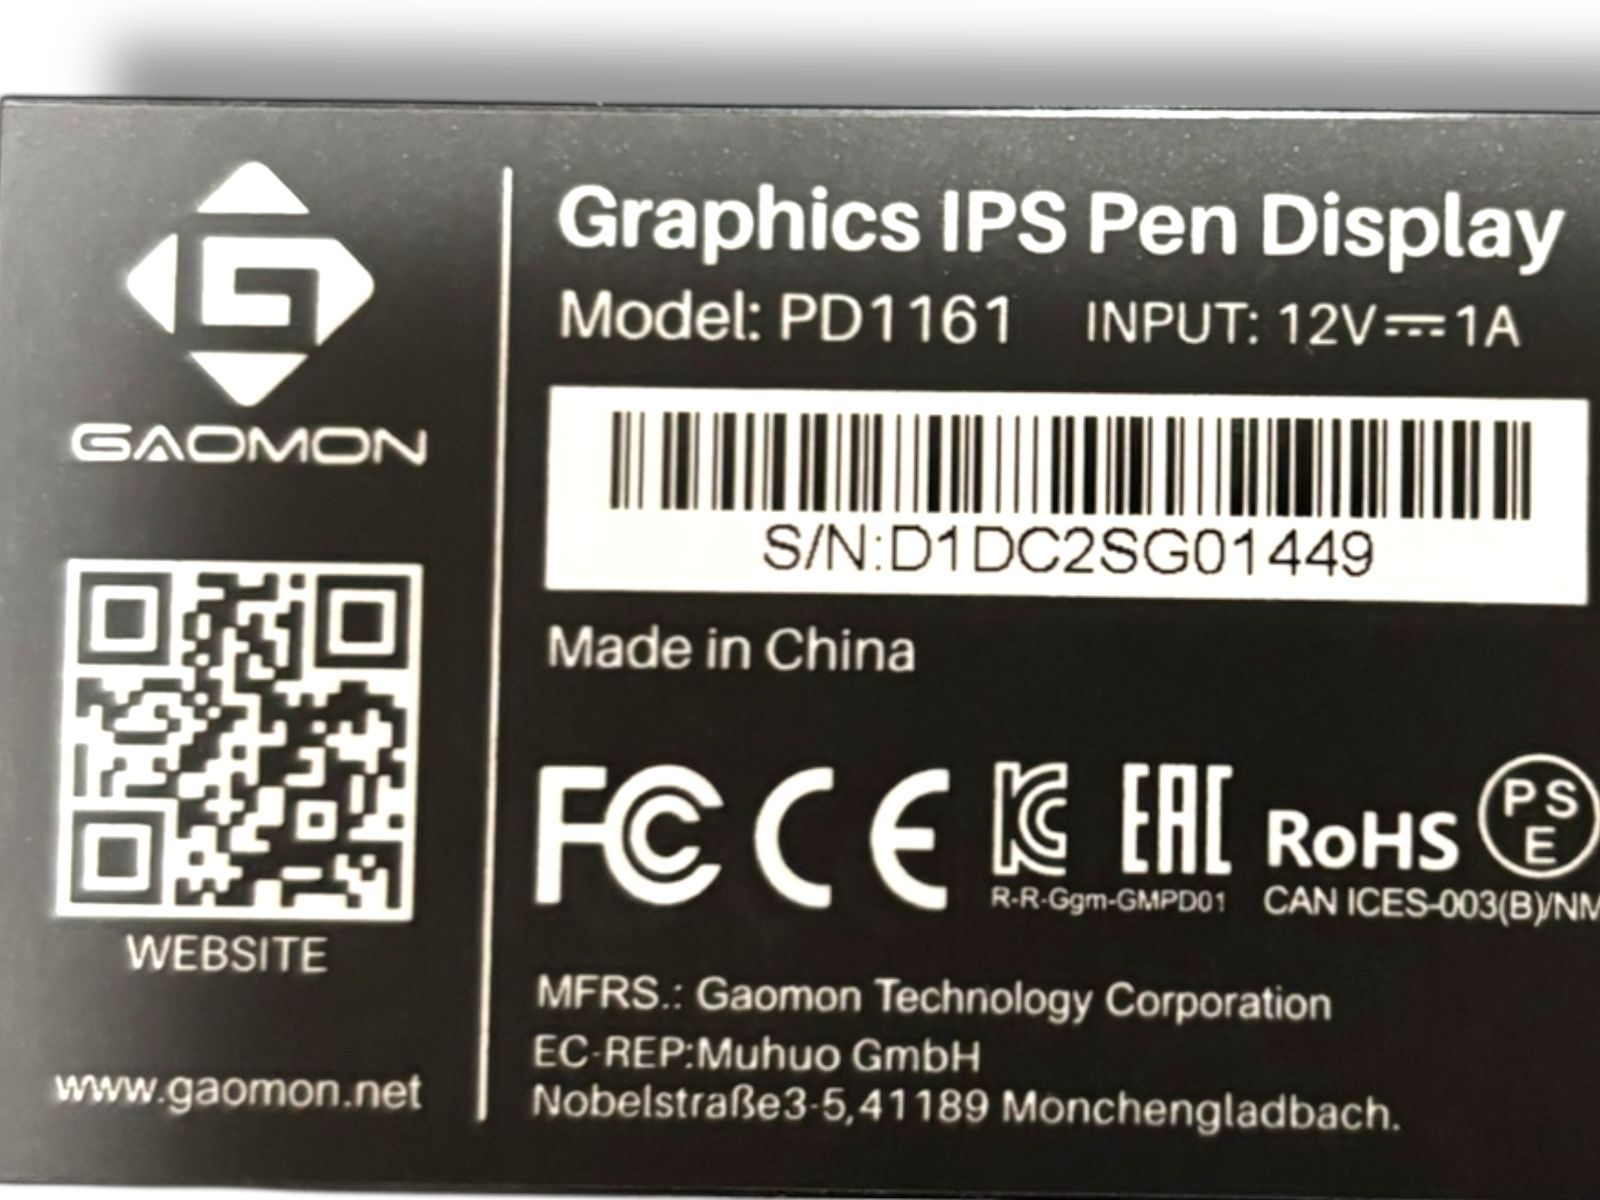 GAOMON
WEBSITE
www.gaomon.net
Graphics IPS Pen Display
Model: PD1161 INPUT: 12V⎓1A
S/N:D1DC2SG01449
Made in China
FC CE KC EAC RoHS PSE
R-R-Ggm-GMPD01 CAN ICES-003(B)/NM
MFRS.: Gaomon Technology Corporation
EC-REP:Muhuo GmbH
Nobelstraße3-5,41189 Monchengladbach.